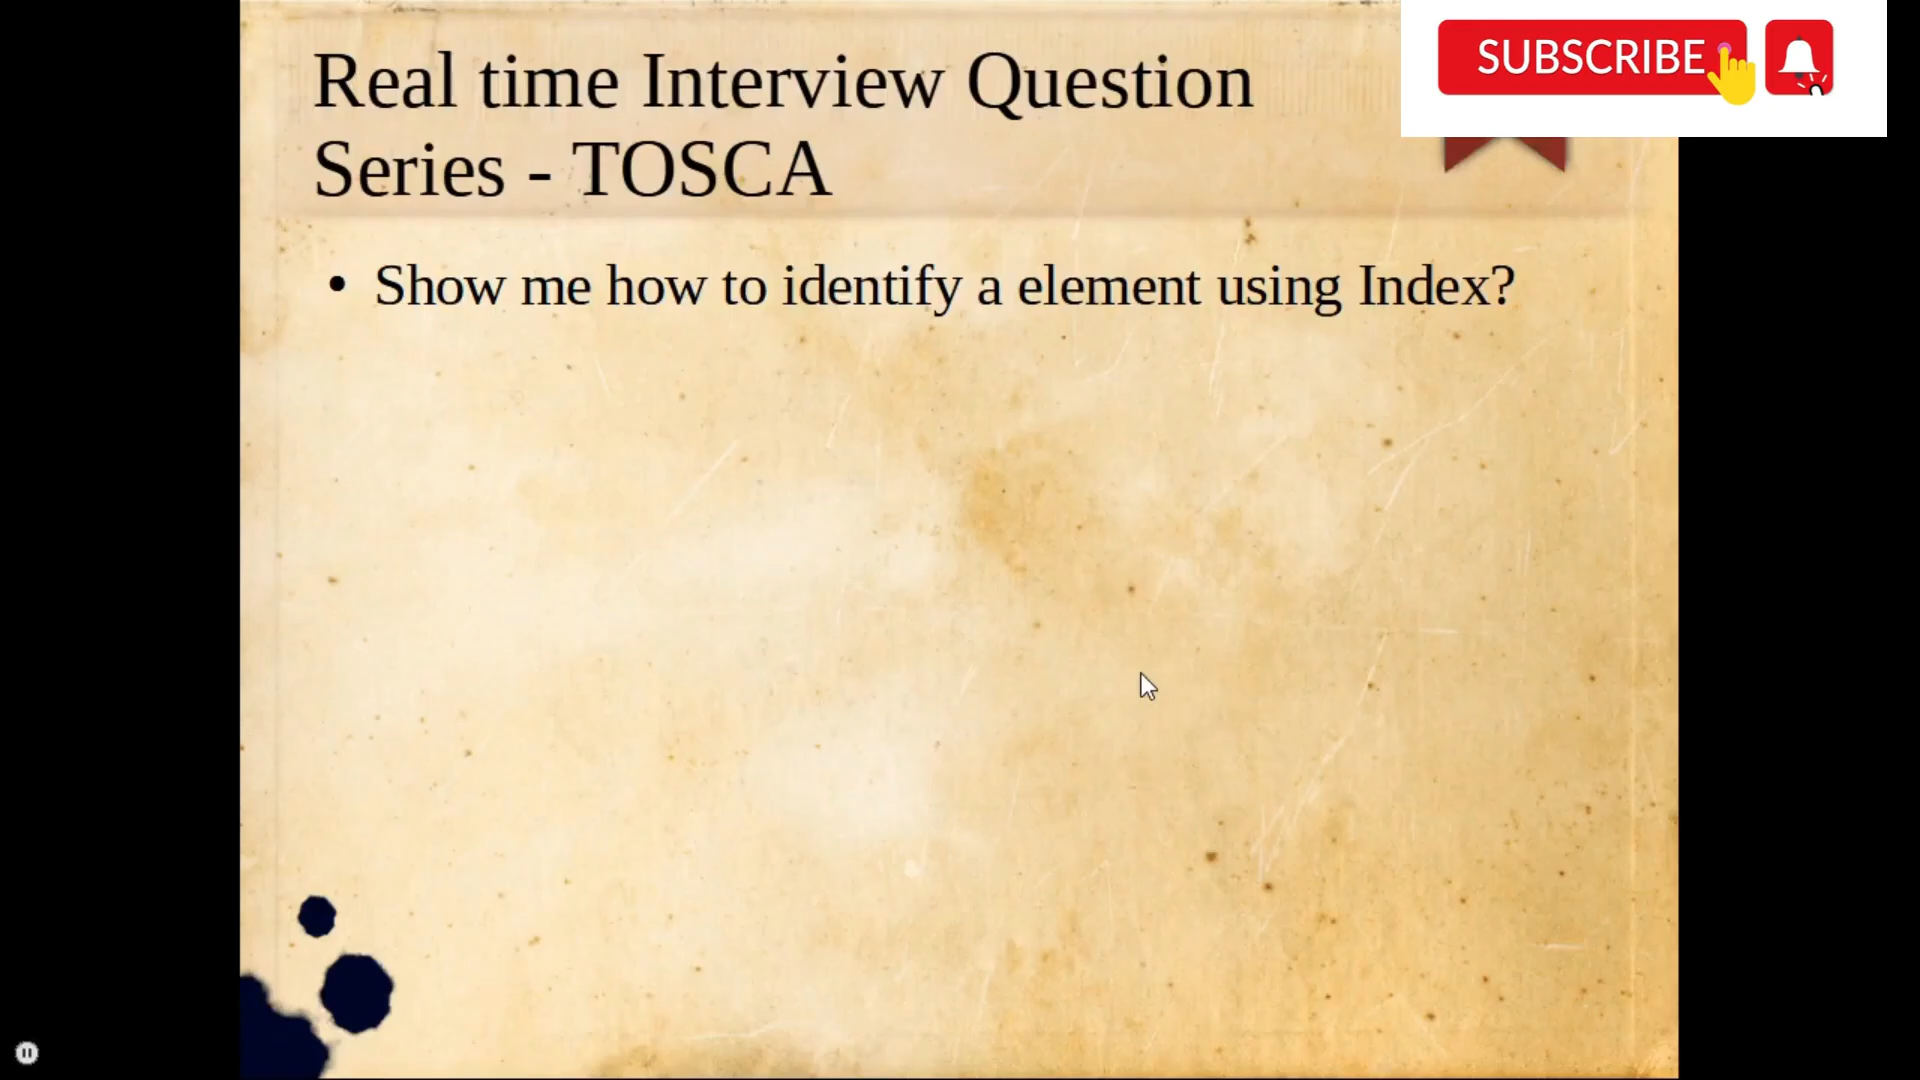 Real time Interview Question
Series - TOSCA
SUBSCRIBE
• Show me how to identify a element using Index?